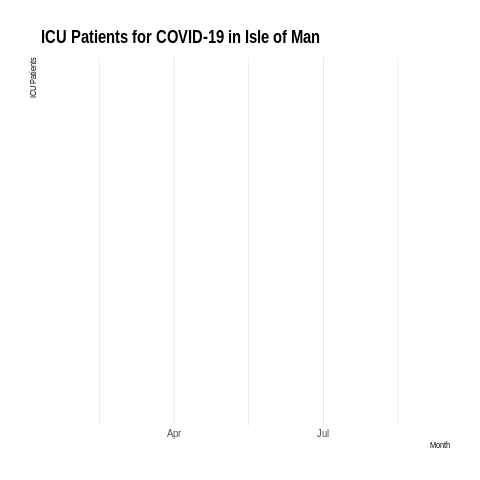 ICU Patients for COVID-19 in Isle of Man
ICU Patients
Apr
Jul
Month